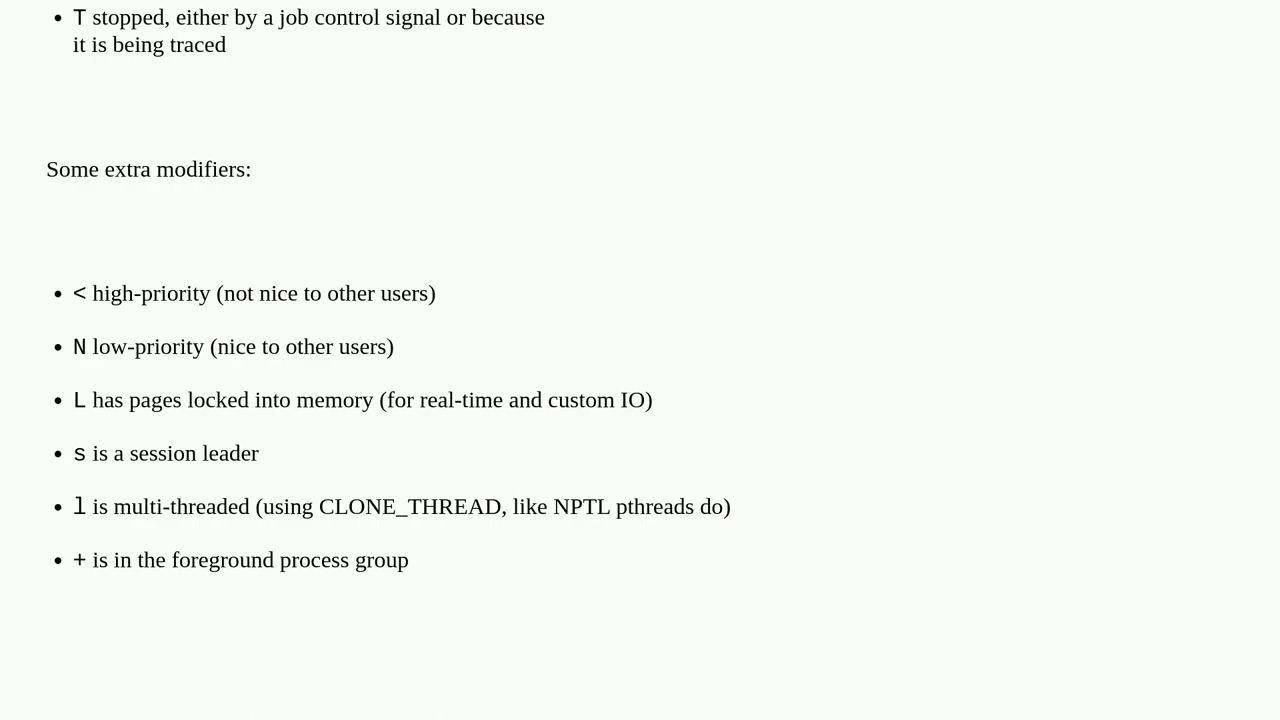 • T stopped, either by a job control signal or because
it is being traced
Some extra modifiers:
• < high-priority (not nice to other users)
• N low-priority (nice to other users)
• L has pages locked into memory (for real-time and custom IO)
• s is a session leader
• l is multi-threaded (using CLONE_THREAD, like NPTL pthreads do)
• + is in the foreground process group